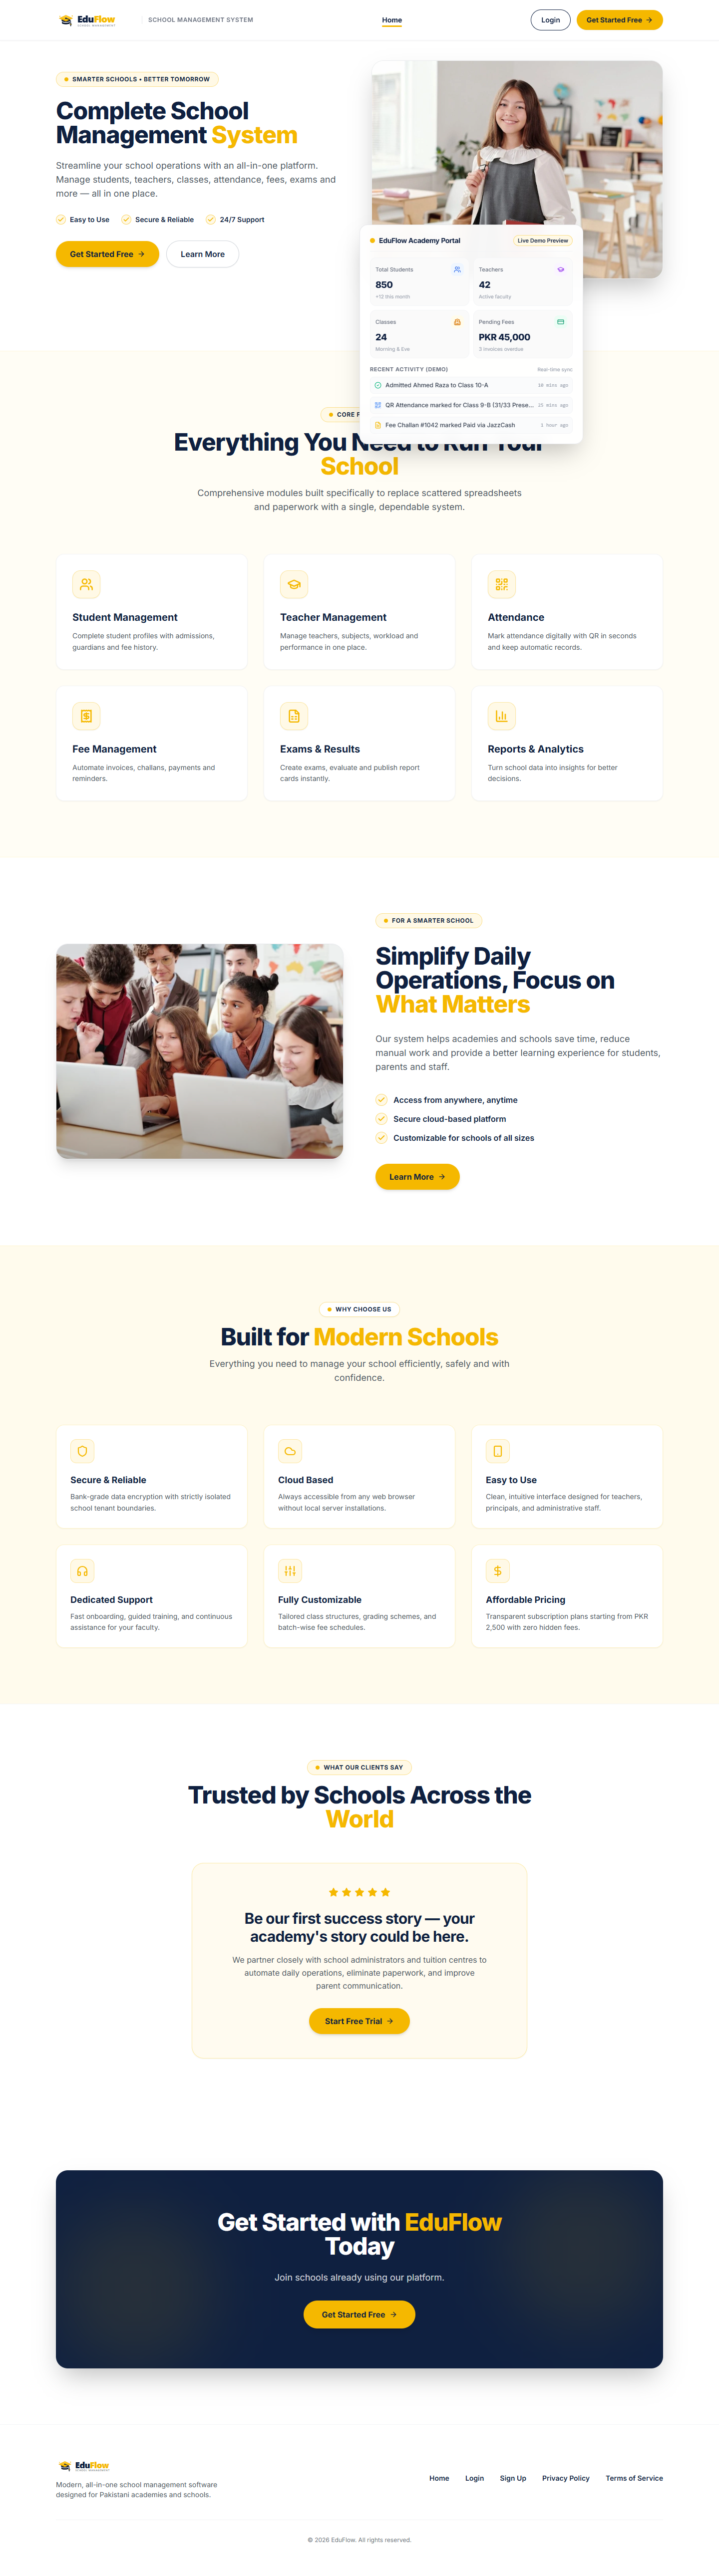 EduFlow
SCHOOL MANAGEMENT
SCHOOL MANAGEMENT SYSTEM
Home
Login
Get Started Free
SMARTER SCHOOLS • BETTER TOMORROW
Complete School
Management System
Streamline your school operations with an all-in-one platform.
Manage students, teachers, classes, attendance, fees, exams and
more — all in one place.
Easy to Use
Secure & Reliable
24/7 Support
Get Started Free
Learn More
EduFlow Academy Portal
Live Demo Preview
Total Students
850
+12 this month
Teachers
42
Active faculty
Classes
24
Morning & Eve
Pending Fees
PKR 45,000
3 invoices overdue
RECENT ACTIVITY (DEMO)
Real-time sync
Admitted Ahmed Raza to Class 10-A
10 mins ago
QR Attendance marked for Class 9-B (31/33 Prese...
25 mins ago
Fee Challan #1042 marked Paid via JazzCash
1 hour ago
CORE F
Everything You Need to Run Your
School
Comprehensive modules built specifically to replace scattered spreadsheets
and paperwork with a single, dependable system.
Student Management
Complete student profiles with admissions,
guardians and fee history.
Teacher Management
Manage teachers, subjects, workload and
performance in one place.
Attendance
Mark attendance digitally with QR in seconds
and keep automatic records.
Fee Management
Automate invoices, challans, payments and
reminders.
Exams & Results
Create exams, evaluate and publish report
cards instantly.
Reports & Analytics
Turn school data into insights for better
decisions.
FOR A SMARTER SCHOOL
Simplify Daily
Operations, Focus on
What Matters
Our system helps academies and schools save time, reduce
manual work and provide a better learning experience for students,
parents and staff.
Access from anywhere, anytime
Secure cloud-based platform
Customizable for schools of all sizes
Learn More
WHY CHOOSE US
Built for Modern Schools
Everything you need to manage your school efficiently, safely and with
confidence.
Secure & Reliable
Bank-grade data encryption with strictly isolated
school tenant boundaries.
Cloud Based
Always accessible from any web browser
without local server installations.
Easy to Use
Clean, intuitive interface designed for teachers,
principals, and administrative staff.
Dedicated Support
Fast onboarding, guided training, and continuous
assistance for your faculty.
Fully Customizable
Tailored class structures, grading schemes, and
batch-wise fee schedules.
Affordable Pricing
Transparent subscription plans starting from PKR
2,500 with zero hidden fees.
WHAT OUR CLIENTS SAY
Trusted by Schools Across the
World
Be our first success story — your
academy's story could be here.
We partner closely with school administrators and tuition centres to
automate daily operations, eliminate paperwork, and improve
parent communication.
Start Free Trial
Get Started with EduFlow
Today
Join schools already using our platform.
Get Started Free
EduFlow
SCHOOL MANAGEMENT
Modern, all-in-one school management software
designed for Pakistani academies and schools.
Home
Login
Sign Up
Privacy Policy
Terms of Service
© 2026 EduFlow. All rights reserved.